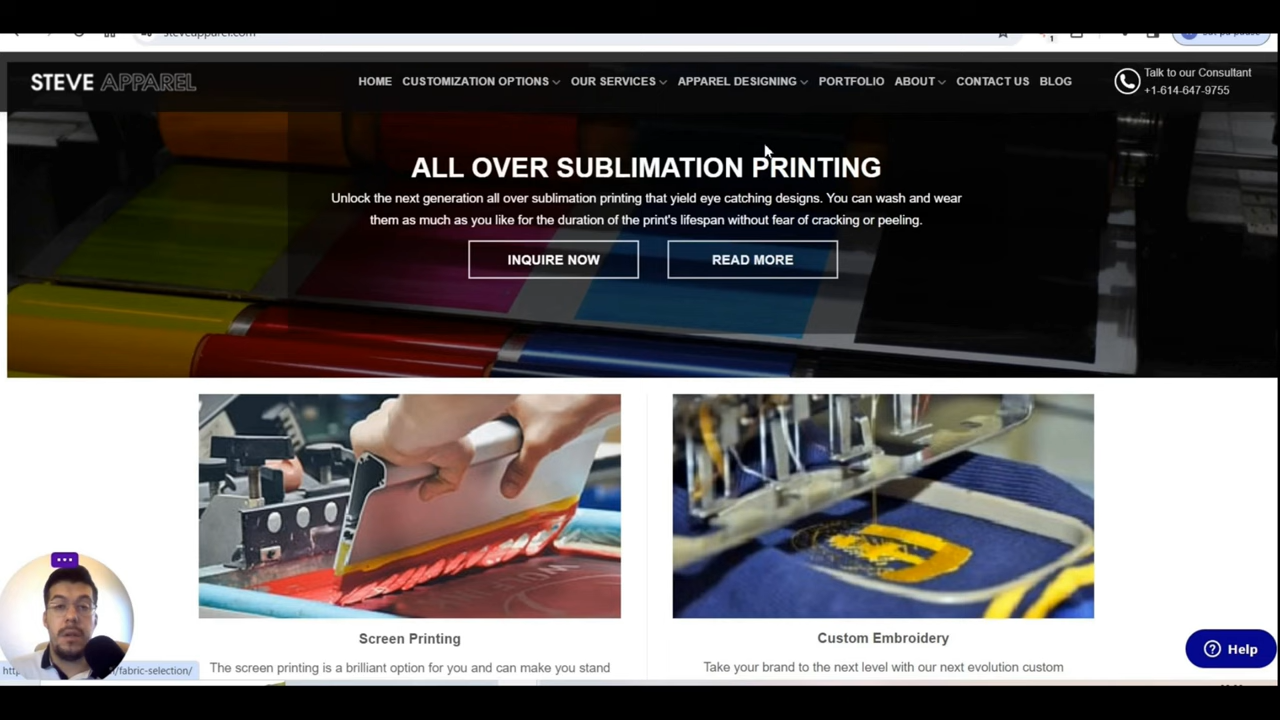 steveapparel.com
1
STEVE APPAREL
HOME CUSTOMIZATION OPTIONS OUR SERVICES APPAREL DESIGNING PORTFOLIO ABOUT CONTACT US BLOG
Talk to our Consultant
+1-614-647-9755
ALL OVER SUBLIMATION PRINTING
Unlock the next generation all over sublimation printing that yield eye catching designs. You can wash and wear
them as much as you like for the duration of the print's lifespan without fear of cracking or peeling.
INQUIRE NOW
READ MORE
Screen Printing
Custom Embroidery
The screen printing is a brilliant option for you and can make you stand
Take your brand to the next level with our next evolution custom
/fabric-selection/
Help